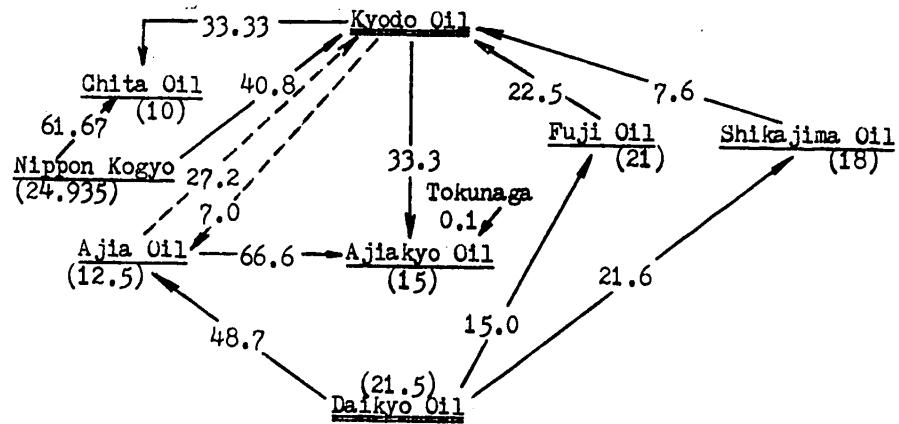 Kyodo Oil
33.33
Chita Oil
(10)
40.8
22.5
7.6
61.67
Fuji Oil
(21)
Shikajima Oil
(18)
Nippon Kogyo
(24.935)
27.2
33.3
7.0
Tokunaga
0.1
Ajia Oil
(12.5)
66.6
Ajiakyo Oil
(15)
21.6
48.7
15.0
(21.5)
Daikyo Oil